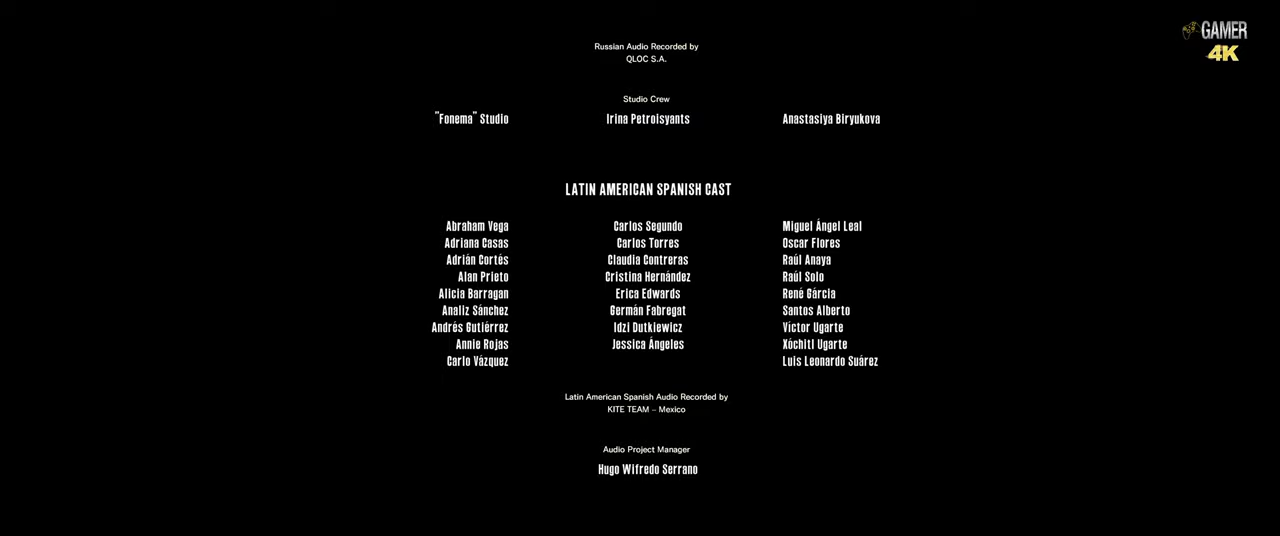 GAMER
4K
Russian Audio Recorded by
QLOC S.A.
Studio Crew
"Fonema" Studio Irina Petroisyants Anastasiya Biryukova
LATIN AMERICAN SPANISH CAST
Abraham Vega Carlos Segundo Miguel Ángel Leal
Adriana Casas Carlos Torres Oscar Flores
Adrián Cortés Claudia Contreras Raúl Anaya
Alan Prieto Cristina Hernández Raúl Solo
Alicia Barragan Erica Edwards René Gárcia
Analiz Sánchez Germán Fabregat Santos Alberto
Andrés Gutiérrez Idzi Dutkiewicz Víctor Ugarte
Annie Rojas Jessica Ángeles Xóchitl Ugarte
Carlo Vázquez Luis Leonardo Suárez
Latin American Spanish Audio Recorded by
KITE TEAM – Mexico
Audio Project Manager
Hugo Wifredo Serrano